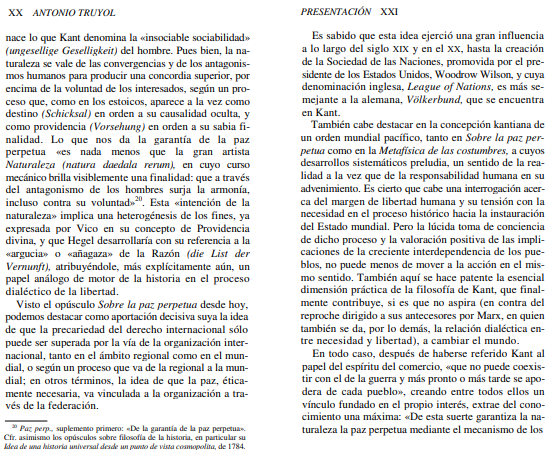 XX ANTONIO TRUYOL
nace lo que Kant denomina la «insociable sociabilidad»
(ungesellige Geselligkeit) del hombre. Pues bien, la na-
turaleza se vale de las convergencias y de los antagonis-
mos humanos para producir una concordia superior, por
encima de la voluntad de los interesados, según un pro-
ceso que, como en los estoicos, aparece a la vez como
destino (Schicksal) en orden a su causalidad oculta, y
como providencia (Vorsehung) en orden a su sabia fi-
nalidad. Lo que nos da la garantía de la paz
perpetua «es nada menos que la gran artista
Naturaleza (natura daedala rerum), en cuyo curso
mecánico brilla visiblemente una finalidad: que a través
del antagonismo de los hombres surja la armonía,
incluso contra su voluntad»20. Esta «intención de la
naturaleza» implica una heterogénesis de los fines, ya
expresada por Vico en su concepto de Providencia
divina, y que Hegel desarrollaría con su referencia a la
«argucia» o «añagaza» de la Razón (die List der
Vernunft), atribuyéndole, más explícitamente aún, un
papel análogo de motor de la historia en el proceso
dialéctico de la libertad.
Visto el opúsculo Sobre la paz perpetua desde hoy,
podemos destacar como aportación decisiva suya la idea
de que la precariedad del derecho internacional sólo
puede ser superada por la vía de la organización inter-
nacional, tanto en el ámbito regional como en el mun-
dial, o según un proceso que va de la regional a la mun-
dial; en otros términos, la idea de que la paz, ética-
mente necesaria, va vinculada a la organización a tra-
vés de la federación.
20 Paz perp., suplemento primero: «De la garantía de la paz perpetua».
Cfr. asimismo los opúsculos sobre filosofía de la historia, en particular su
Idea de una historia universal desde un punto de vista cosmopolita, de 1784.
PRESENTACIÓN XXI
Es sabido que esta idea ejerció una gran influencia
a lo largo del siglo XIX y en el XX, hasta la creación
de la Sociedad de las Naciones, promovida por el pre-
sidente de los Estados Unidos, Woodrow Wilson, y cuya
denominación inglesa, League of Nations, es más se-
mejante a la alemana, Völkerbund, que se encuentra
en Kant.
También cabe destacar en la concepción kantiana de
un orden mundial pacífico, tanto en Sobre la paz per-
petua como en la Metafísica de las costumbres, a cuyos
desarrollos sistemáticos preludia, un sentido de la rea-
lidad a la vez que de la responsabilidad humana en su
advenimiento. Es cierto que cabe una interrogación acer-
ca del margen de libertad humana y su tensión con la
necesidad en el proceso histórico hacia la instauración
del Estado mundial. Pero la lúcida toma de conciencia
de dicho proceso y la valoración positiva de las impli-
caciones de la creciente interdependencia de los pue-
blos, no puede menos de mover a la acción en el mis-
mo sentido. También aquí se hace patente la esencial
dimensión práctica de la filosofía de Kant, que final-
mente contribuye, si es que no aspira (en contra del
reproche dirigido a sus antecesores por Marx, en quien
también se da, por lo demás, la relación dialéctica en-
tre necesidad y libertad), a cambiar el mundo.
En todo caso, después de haberse referido Kant al
papel del espíritu del comercio, «que no puede coexis-
tir con el de la guerra y más pronto o más tarde se apo-
dera de cada pueblo», creando entre todos ellos un
vínculo fundado en el propio interés, extrae del cono-
cimiento una máxima: «De esta suerte garantiza la na-
turaleza la paz perpetua mediante el mecanismo de los